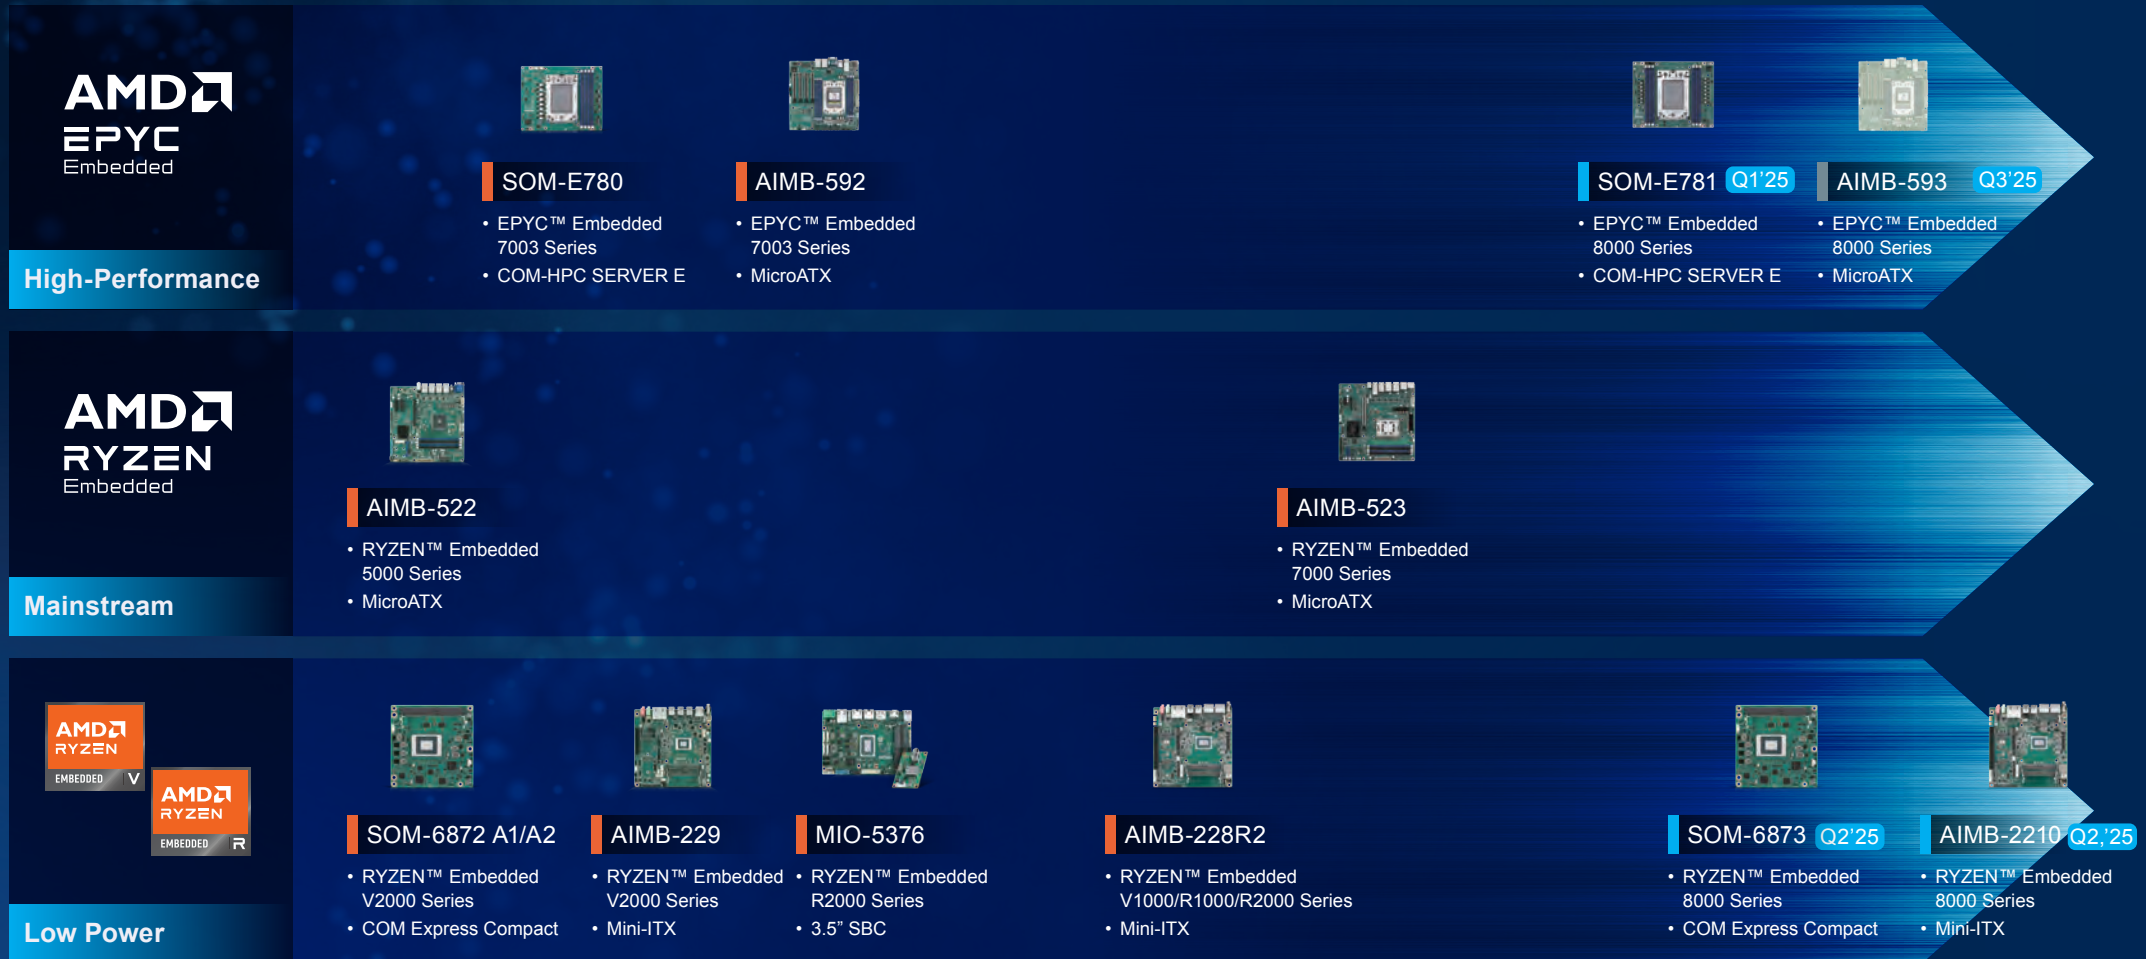 AMD
EPYC
Embedded
High-Performance
SOM-E780
• EPYC™ Embedded
7003 Series
• COM-HPC SERVER E
AIMB-592
• EPYC™ Embedded
7003 Series
• MicroATX
SOM-E781 Q1’25
• EPYC™ Embedded
8000 Series
• COM-HPC SERVER E
AIMB-593 Q3’25
• EPYC™ Embedded
8000 Series
• MicroATX
AMD
RYZEN
Embedded
Mainstream
AIMB-522
• RYZEN™ Embedded
5000 Series
• MicroATX
AIMB-523
• RYZEN™ Embedded
7000 Series
• MicroATX
AMD
RYZEN
EMBEDDED V
AMD
RYZEN
EMBEDDED R
Low Power
SOM-6872 A1/A2
• RYZEN™ Embedded
V2000 Series
• COM Express Compact
AIMB-229
• RYZEN™ Embedded
V2000 Series
• Mini-ITX
MIO-5376
• RYZEN™ Embedded
R2000 Series
• 3.5” SBC
AIMB-228R2
• RYZEN™ Embedded
V1000/R1000/R2000 Series
• Mini-ITX
SOM-6873 Q2’25
• RYZEN™ Embedded
8000 Series
• COM Express Compact
AIMB-2210 Q2,’25
• RYZEN™ Embedded
8000 Series
• Mini-ITX